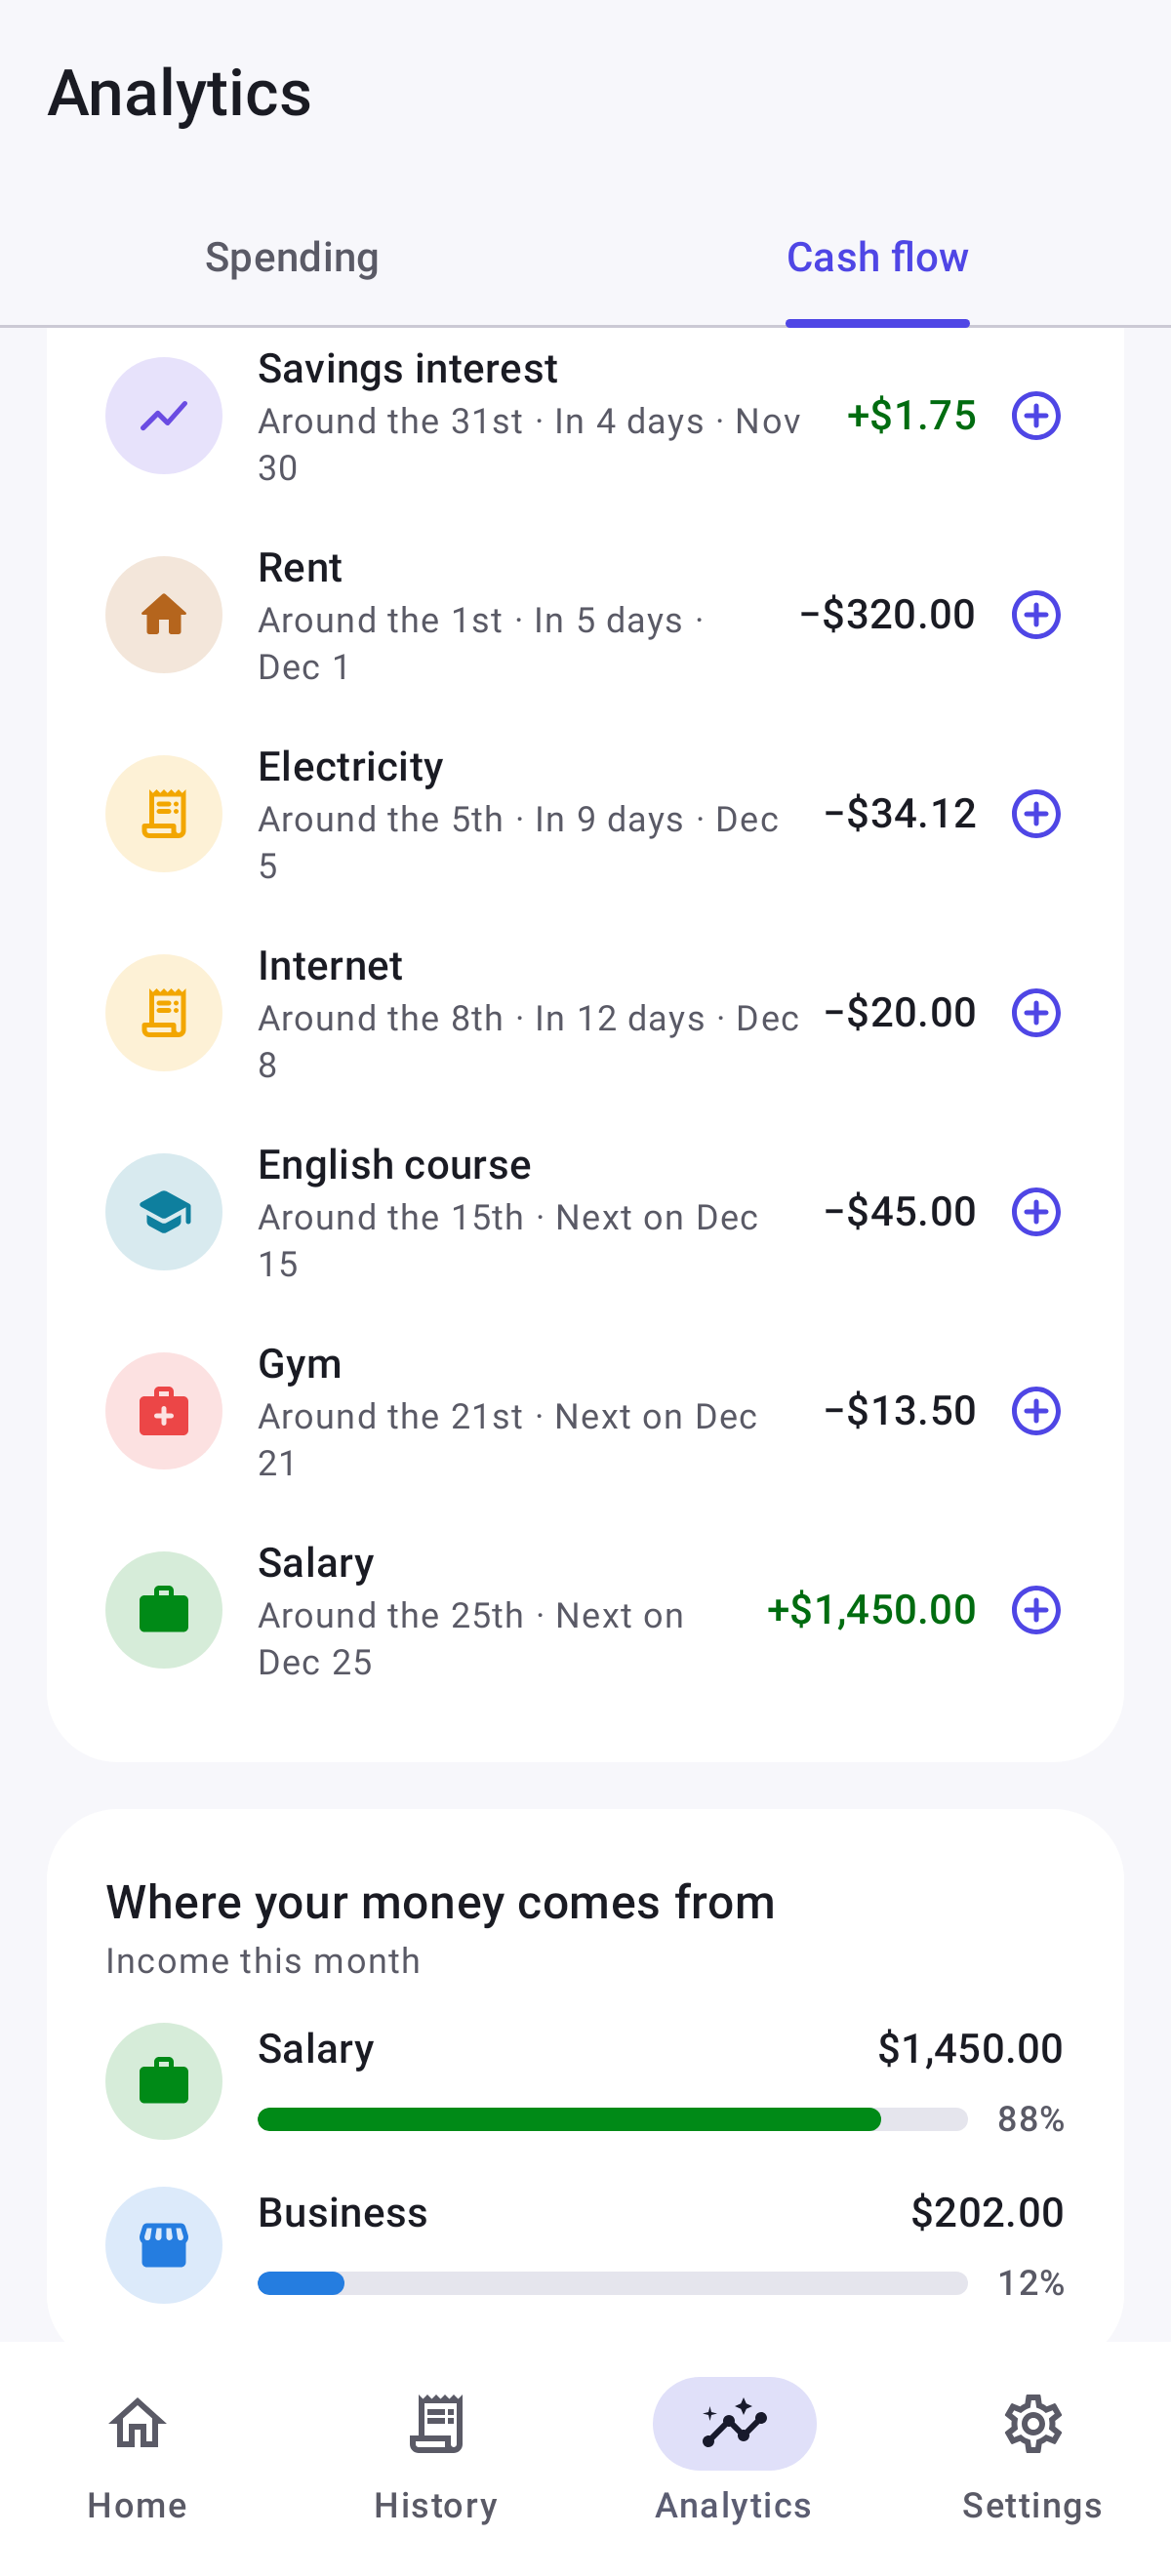 Analytics
Spending
Cash flow
Savings interest
Around the 31st · In 4 days · Nov
30
+$1.75
Rent
Around the 1st · In 5 days ·
Dec 1
−$320.00
Electricity
Around the 5th · In 9 days · Dec
5
−$34.12
Internet
Around the 8th · In 12 days · Dec
8
−$20.00
English course
Around the 15th · Next on Dec
15
−$45.00
Gym
Around the 21st · Next on Dec
21
−$13.50
Salary
Around the 25th · Next on
Dec 25
+$1,450.00
Where your money comes from
Income this month
Salary
$1,450.00
88%
Business
$202.00
12%
Home
History
Analytics
Settings